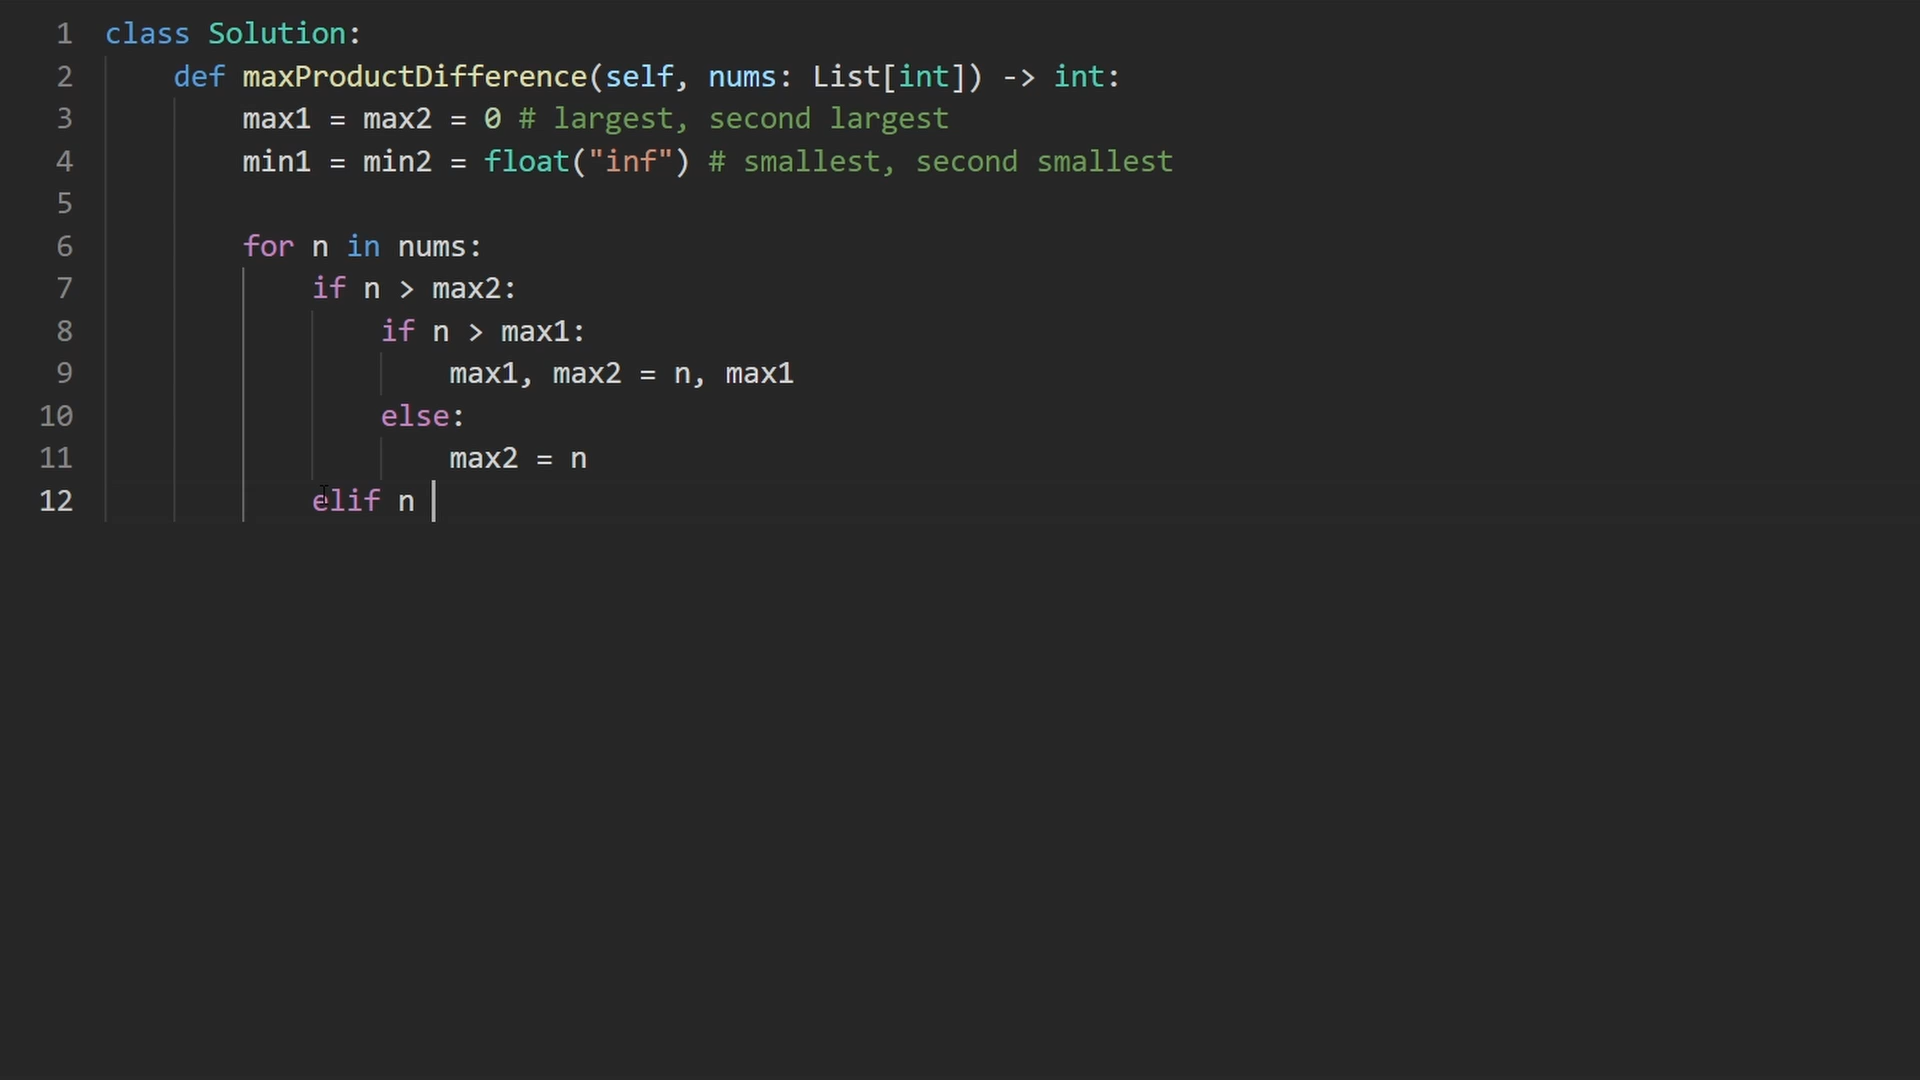 1 class Solution:
2 def maxProductDifference(self, nums: List[int]) -> int:
3 max1 = max2 = 0 # largest, second largest
4 min1 = min2 = float("inf") # smallest, second smallest
5
6 for n in nums:
7 if n > max2:
8 if n > max1:
9 max1, max2 = n, max1
10 else:
11 max2 = n
12 elif n